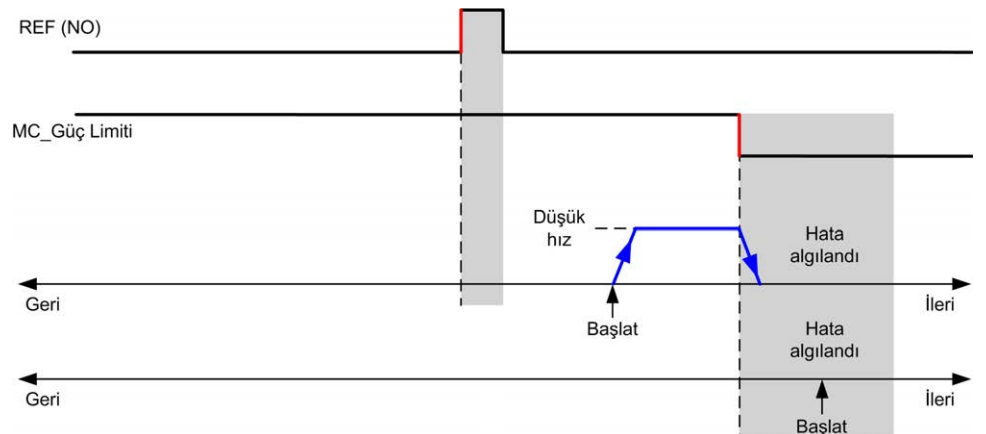 REF (NO)
MC_Güç Limiti
Düşük
hız
Hata
algılandı
Geri
Başlat
İleri
Hata
algılandı
Geri
Başlat
İleri